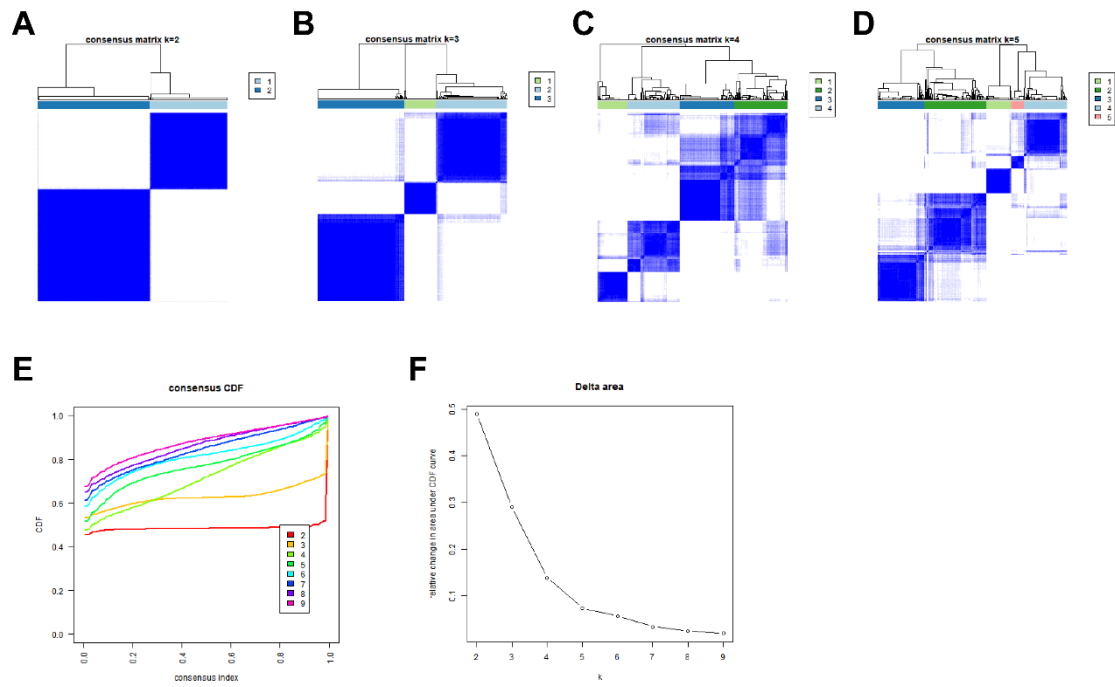 A
B
C
D
consensus matrix k=2
consensus matrix k=3
consensus matrix k=4
consensus matrix k=5
1
2
1
2
3
1
2
3
4
1
2
3
4
5
E
F
consensus CDF
CDF
1.0
0.8
0.6
0.4
0.2
0.0
2
3
4
5
6
7
8
9
0.0
0.2
0.4
0.6
0.8
1.0
consensus index
Delta area
relative change in area under CDF curve
0.5
0.4
0.3
0.2
0.1
2
3
4
5
6
7
8
9
k